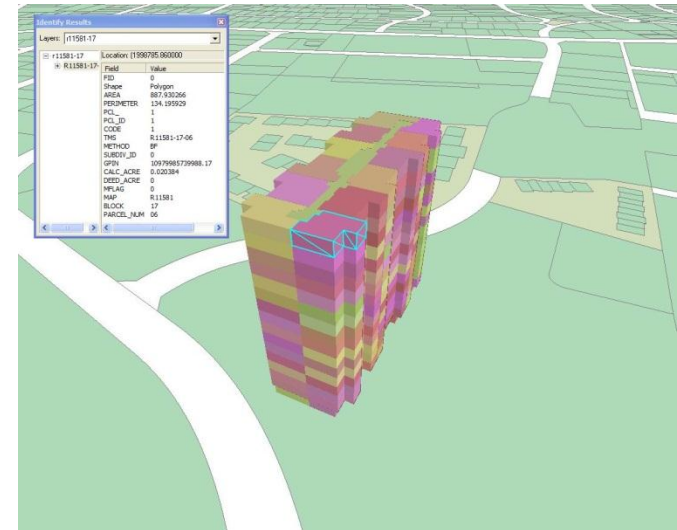 Identify Results
Layers: r11581-17
r11581-17
R11581-17-
Location: (1998785.860000
Field Value
FID 0
Shape Polygon
AREA 887.930266
PERIMETER 134.195929
PCL_ 1
PCL_ID 1
CODE 1
TMS R11581-17-06
METHOD BF
SUBDIV_ID 0
GPIN 10979985739988.17
CALC_ACRE 0.020384
DEED_ACRE 0
MFLAG 0
MAP R11581
BLOCK 17
PARCEL_NUM 06